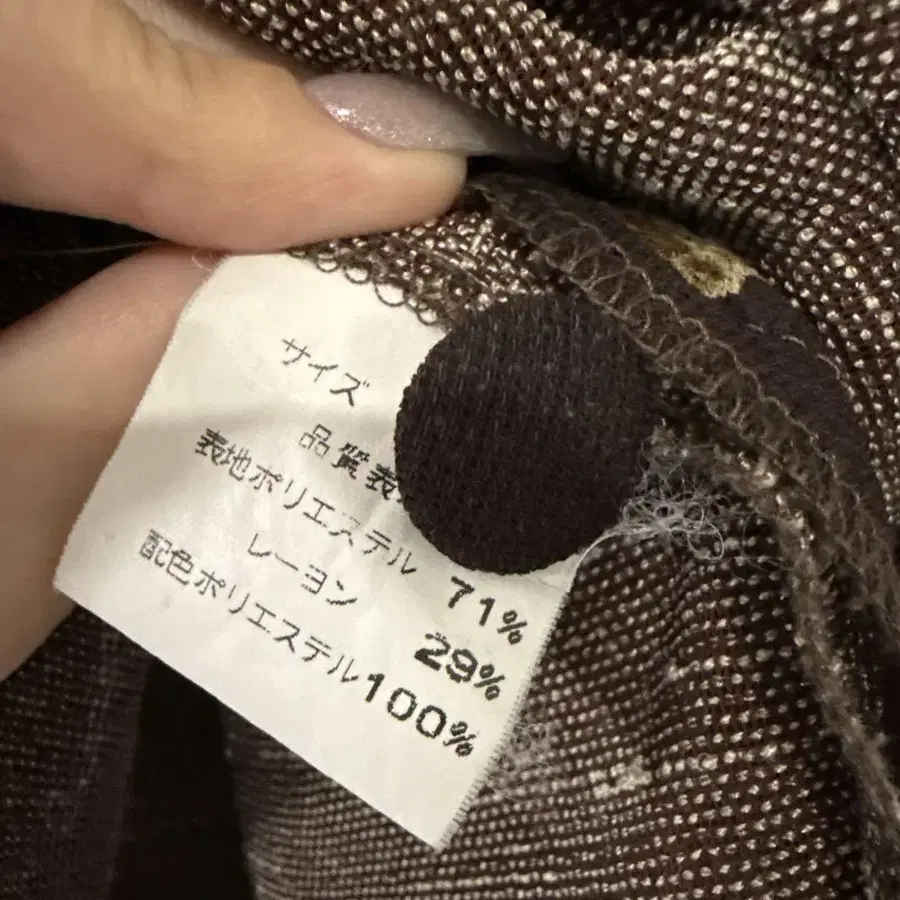 サイズ
品質表
表地ポリエステル 71%
レーヨン 29%
配色ポリエステル100%